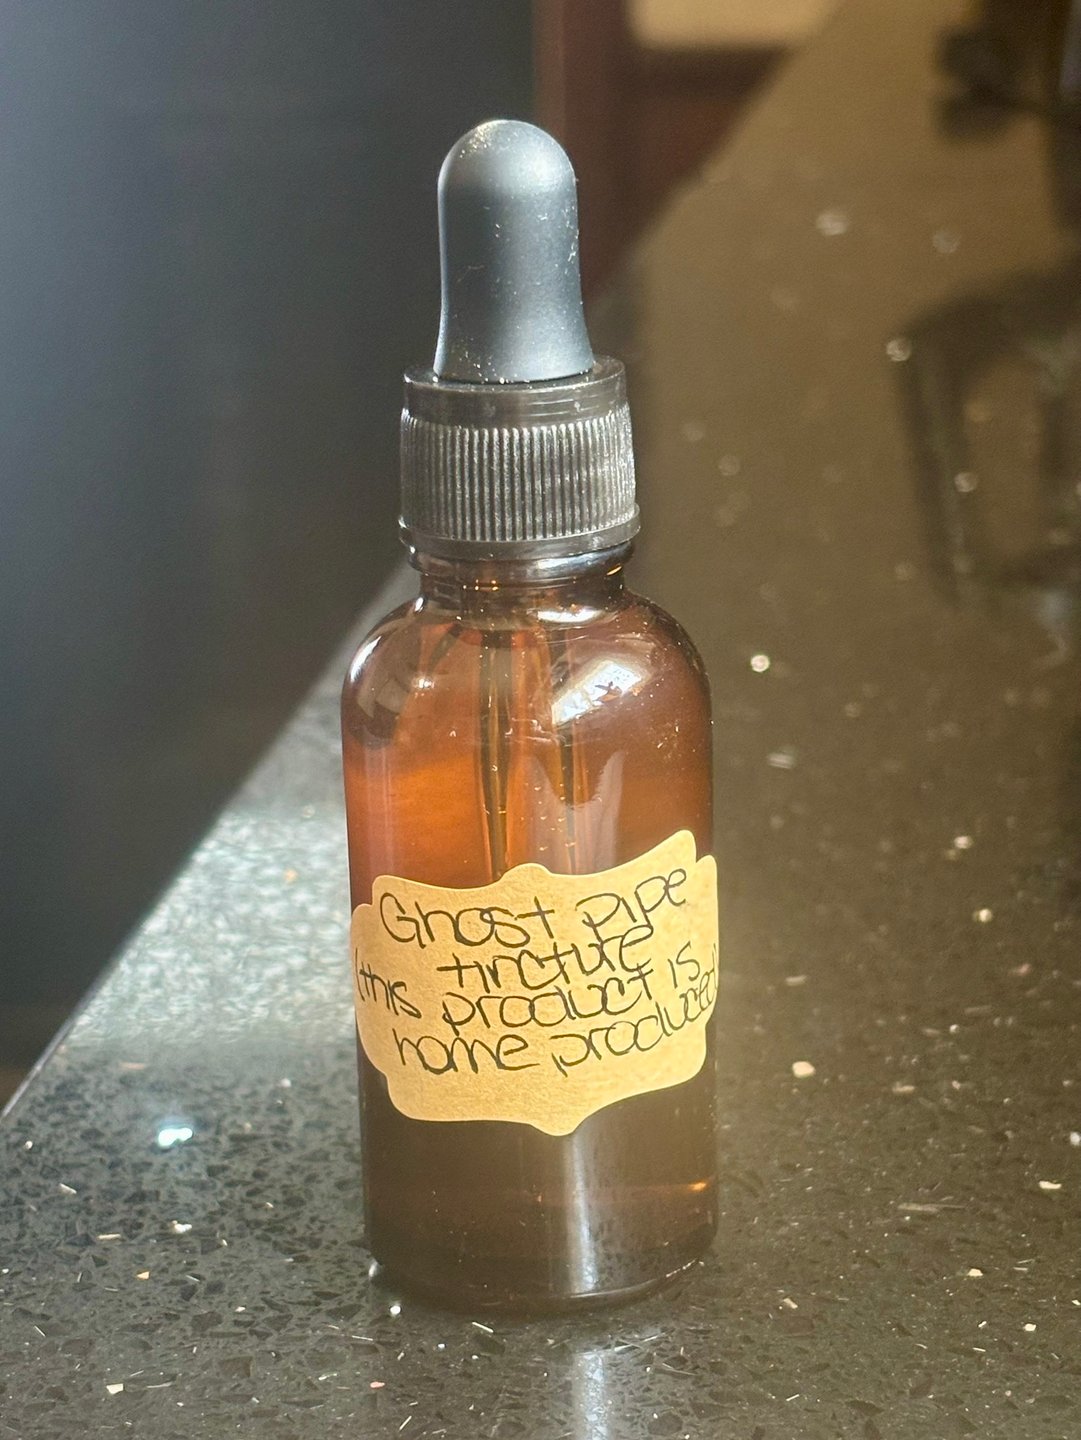 Ghost pipe
tincture
(this product is
home produced)